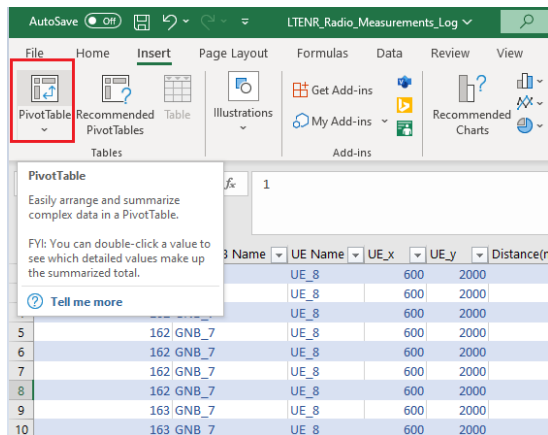 AutoSave Off LTENR_Radio_Measurements_Log
File Home Insert Page Layout Formulas Data Review View
PivotTable Recommended PivotTables Table Illustrations Get Add-ins My Add-ins Recommended Charts
Tables Add-ins
PivotTable
Easily arrange and summarize
complex data in a PivotTable.
FYI: You can double-click a value to
see which detailed values make up
the summarized total.
? Tell me more
fx 1
Name UE Name UE_x UE_y
UE_8 600 2000
UE_8 600 2000
UE_8 600 2000
5 162 GNB_7 UE_8 600 2000
6 162 GNB_7 UE_8 600 2000
7 162 GNB_7 UE_8 600 2000
8 162 GNB_7 UE_8 600 2000
9 163 GNB_7 UE_8 600 2000
10 163 GNB_7 UE_8 600 2000